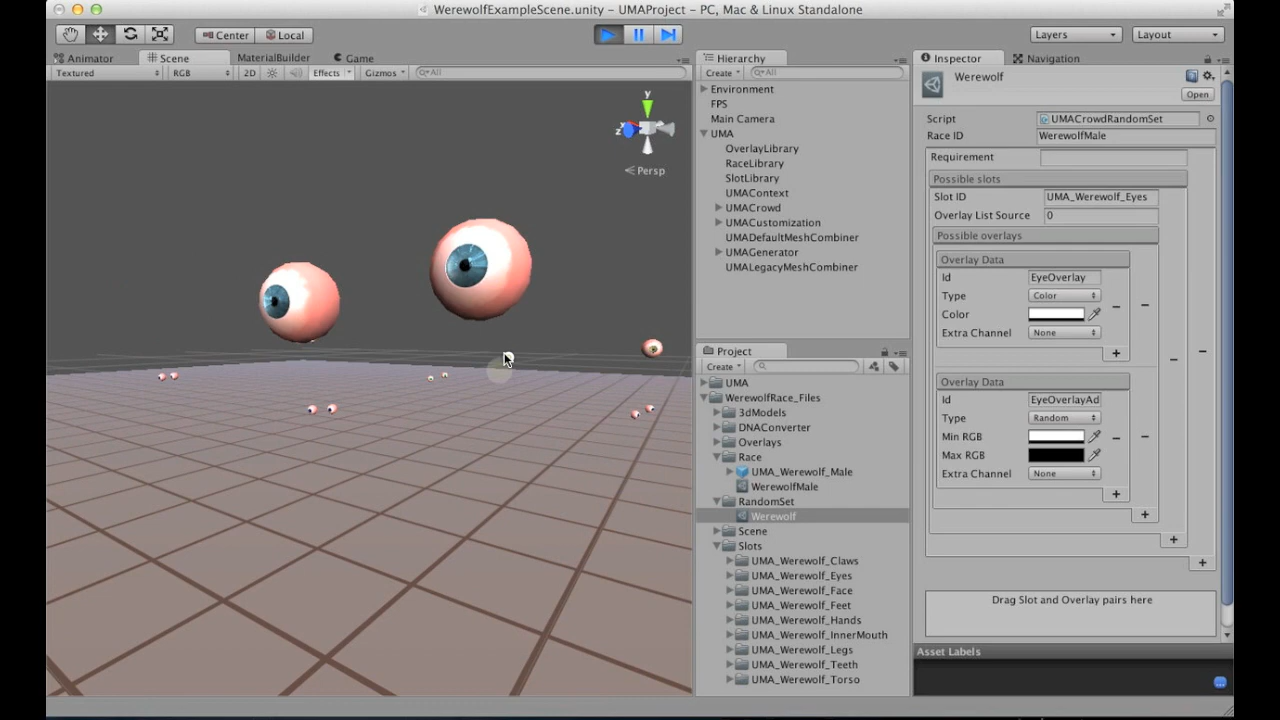 WerewolfExampleScene.unity - UMAProject - PC, Mac & Linux Standalone
Center Local Layers Layout
Animator Scene MaterialBuilder Game
Textured RGB 2D Effects Gizmos All
y
z
Persp
Hierarchy
Create All
Environment
FPS
Main Camera
UMA
OverlayLibrary
RaceLibrary
SlotLibrary
UMAContext
UMACrowd
UMACustomization
UMADefaultMeshCombiner
UMAGenerator
UMALegacyMeshCombiner
Project
Create
UMA
WerewolfRace_Files
3dModels
DNAConverter
Overlays
Race
UMA_Werewolf_Male
WerewolfMale
RandomSet
Werewolf
Scene
Slots
UMA_Werewolf_Claws
UMA_Werewolf_Eyes
UMA_Werewolf_Face
UMA_Werewolf_Feet
UMA_Werewolf_Hands
UMA_Werewolf_InnerMouth
UMA_Werewolf_Legs
UMA_Werewolf_Teeth
UMA_Werewolf_Torso
Inspector Navigation
Werewolf
Open
Script UMACrowdRandomSet
Race ID WerewolfMale
Requirement
Possible slots
Slot ID UMA_Werewolf_Eyes
Overlay List Source 0
Possible overlays
Overlay Data
Id EyeOverlay
Type Color
Color
Extra Channel None
Overlay Data
Id EyeOverlayAd
Type Random
Min RGB
Max RGB
Extra Channel None
Drag Slot and Overlay pairs here
Asset Labels